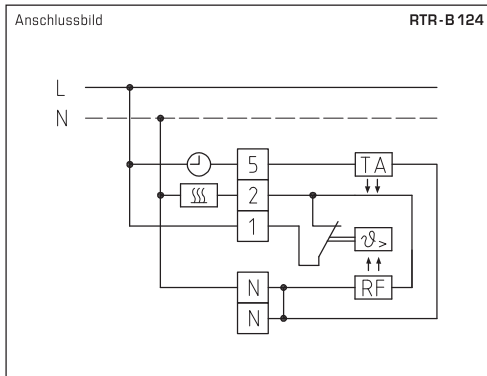 Anschlussbild RTR-B 124
L
N
5 TA
2
1 ϑ>
N RF
N